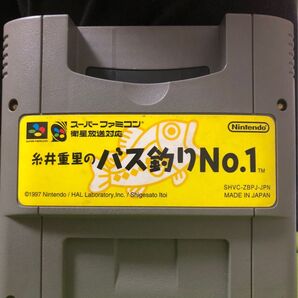 スーパーファミコン
衛星放送対応
Nintendo
糸井重里のバス釣りNo.1™
©1997 Nintendo / HAL Laboratory,Inc. / Shigesato Itoi
SHVC-ZBPJ-JPN
MADE IN JAPAN